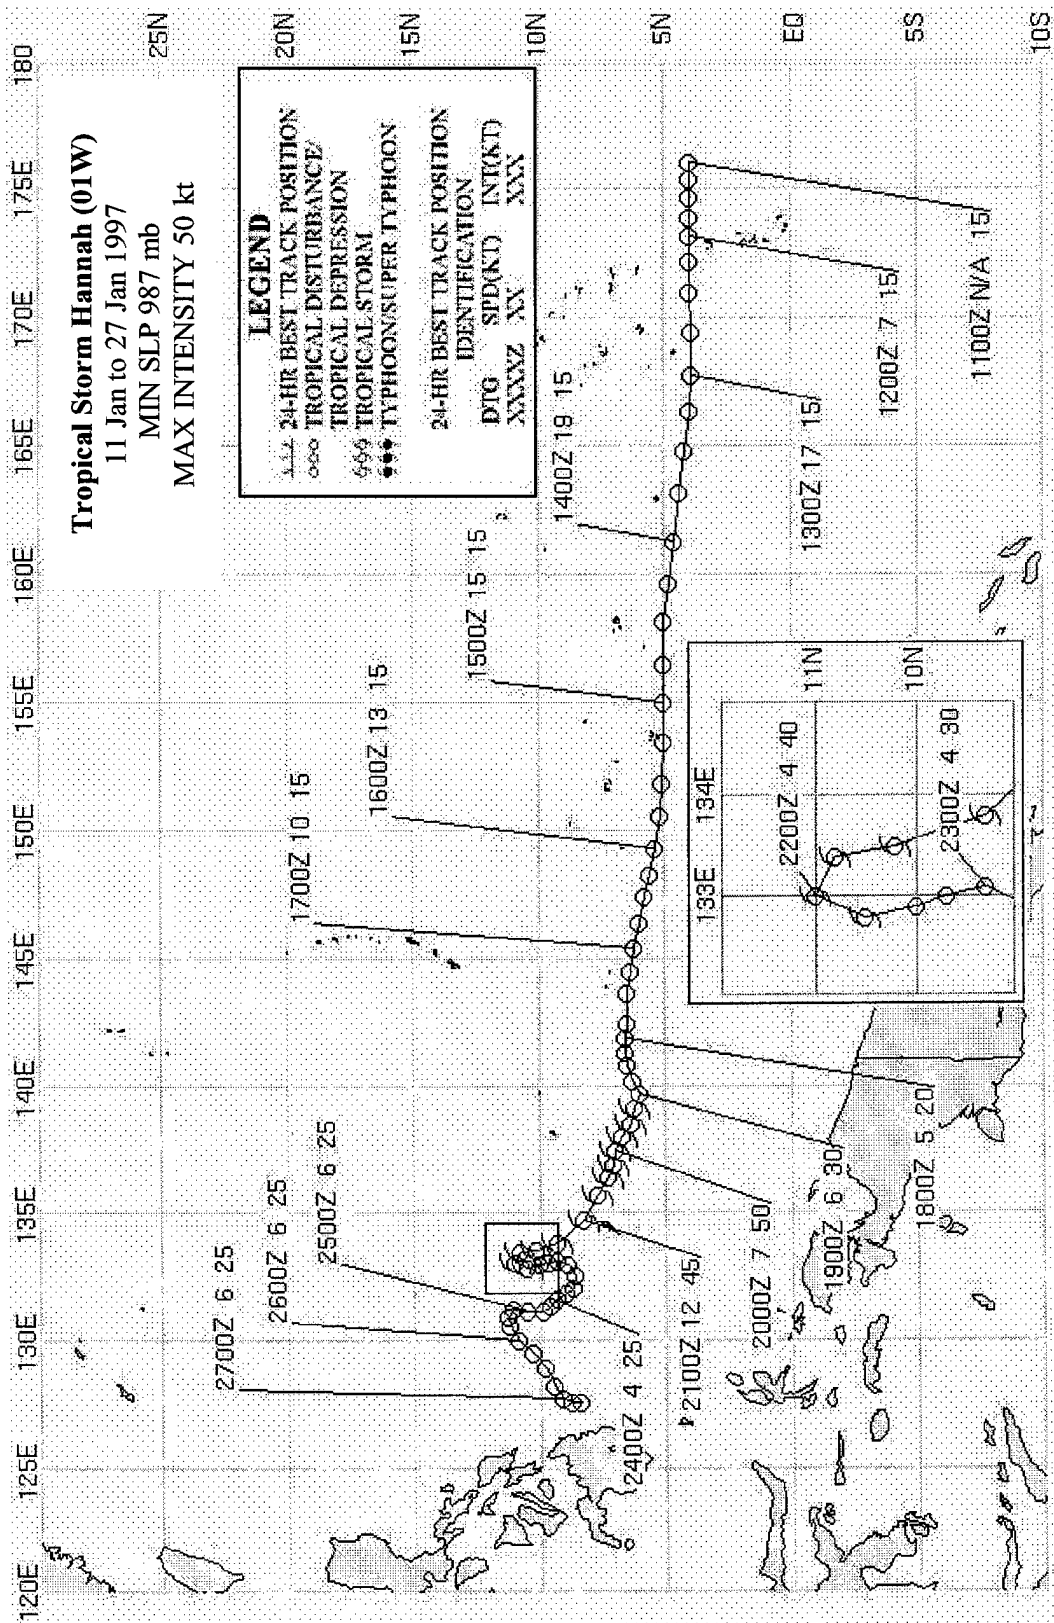 Tropical Storm Hannah (01W)
11 Jan to 27 Jan 1997
MIN SLP 987 mb
MAX INTENSITY 50 kt
LEGEND
24-HR BEST TRACK POSITION
TROPICAL DISTURBANCE/
TROPICAL DEPRESSION
TROPICAL STORM
TYPHOON/SUPER TYPHOON
24-HR BEST TRACK POSITION
IDENTIFICATION
DTG SPD(KT) INT(KT)
XXXXZ XX XXX
120E 125E 130E 135E 140E 145E 150E 155E 160E 165E 170E 175E 180
25N
20N
15N
10N
5N
EQ
5S
10S
2700Z 6 25
2600Z 6 25
2500Z 6 25
1700Z 10 15
1600Z 13 15
1500Z 15 15
1400Z 19 15
2400Z 4 25
2100Z 12 45
2000Z 7 50
1900Z 6 30
1800Z 5 20
1300Z 17 15
1200Z 7 15
1100Z N/A 15
133E 134E
2200Z 4 40
11N
10N
2300Z 4 30